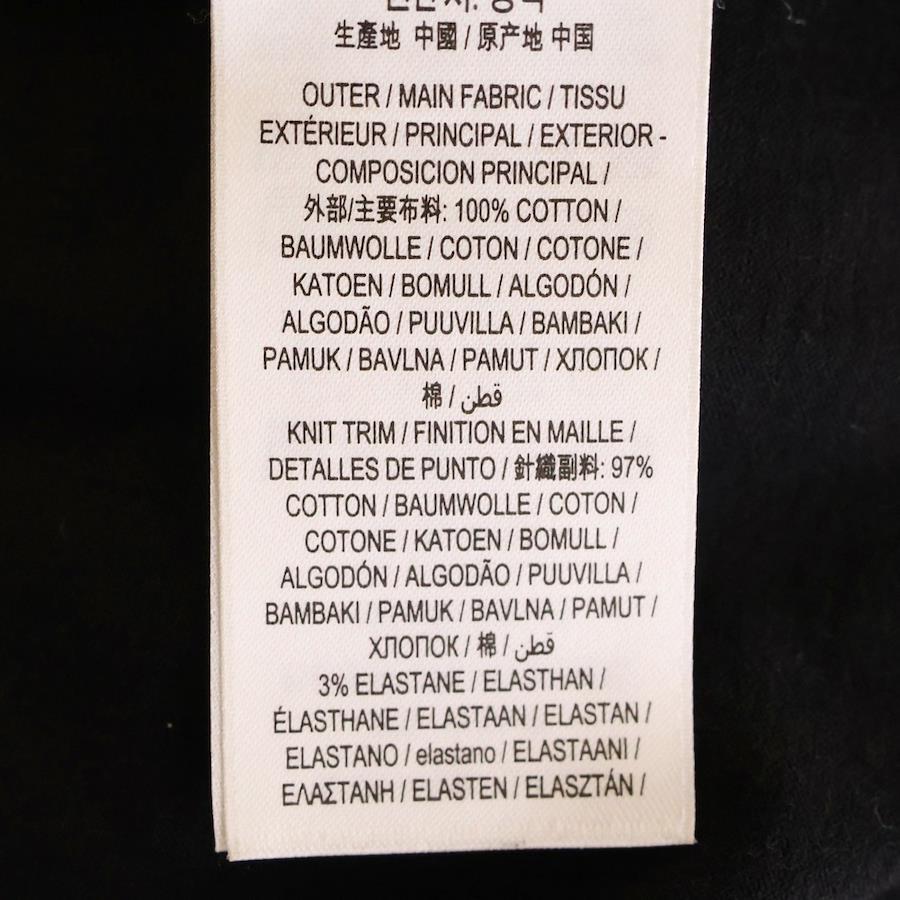 生產地 中國 / 原产地 中国
OUTER / MAIN FABRIC / TISSU
EXTÉRIEUR / PRINCIPAL / EXTERIOR -
COMPOSICION PRINCIPAL /
外部/主要布料: 100% COTTON /
BAUMWOLLE / COTON / COTONE /
KATOEN / BOMULL / ALGODÓN /
ALGODÃO / PUUVILLA / BAMBAKI /
PAMUK / BAVLNA / PAMUT / ХЛОПОК /
棉 / قطن
KNIT TRIM / FINITION EN MAILLE /
DETALLES DE PUNTO / 針織副料: 97%
COTTON / BAUMWOLLE / COTON /
COTONE / KATOEN / BOMULL /
ALGODÓN / ALGODÃO / PUUVILLA /
BAMBAKI / PAMUK / BAVLNA / PAMUT /
ХЛОПОК / 棉 / قطن
3% ELASTANE / ELASTHAN /
ÉLASTHANE / ELASTAAN / ELASTAN /
ELASTANO / elastano / ELASTAANI /
ΕΛΑΣΤΑΝΗ / ELASTEN / ELASZTÁN /